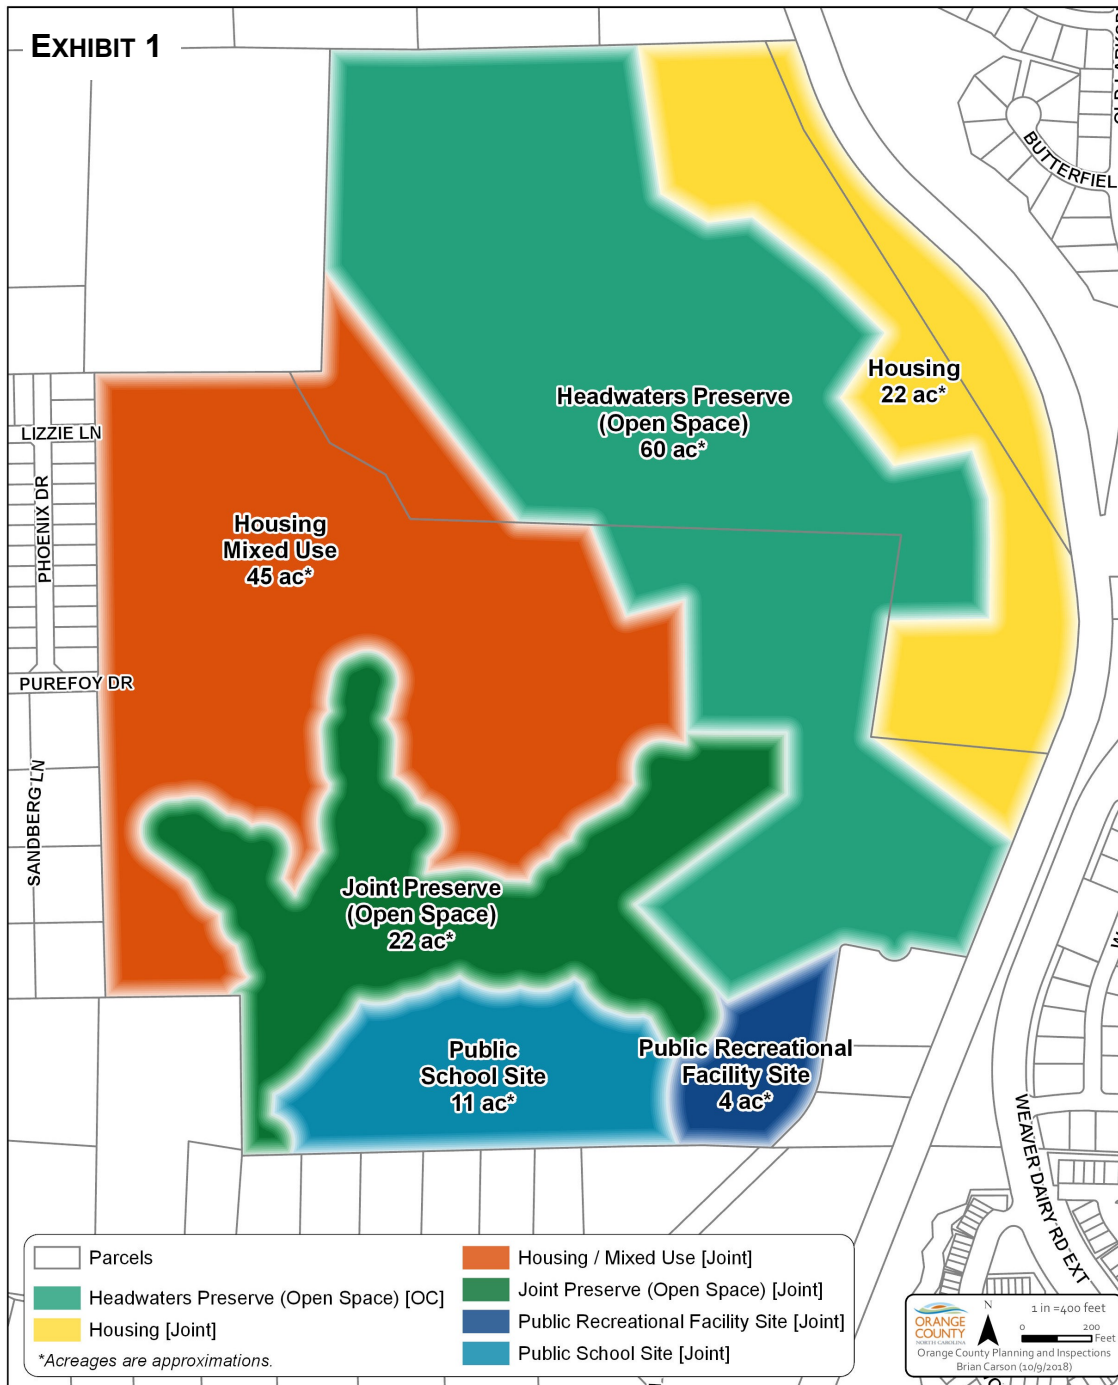 EXHIBIT 1
BUTTERFIEL
Housing
22 ac*
Headwaters Preserve
(Open Space)
60 ac*
LIZZIE LN
PHOENIX DR
Housing
Mixed Use
45 ac*
PUREFOY DR
SANDBERG LN
Joint Preserve
(Open Space)
22 ac*
Public
School Site
11 ac*
Public Recreational
Facility Site
4 ac*
WEAVER DAIRY RD EXT
Parcels
Headwaters Preserve (Open Space) [OC]
Housing [Joint]
*Acreages are approximations.
Housing / Mixed Use [Joint]
Joint Preserve (Open Space) [Joint]
Public Recreational Facility Site [Joint]
Public School Site [Joint]
ORANGE
COUNTY
NORTH CAROLINA
N
1 in =400 feet
0 200
Feet
Orange County Planning and Inspections
Brian Carson (10/9/2018)